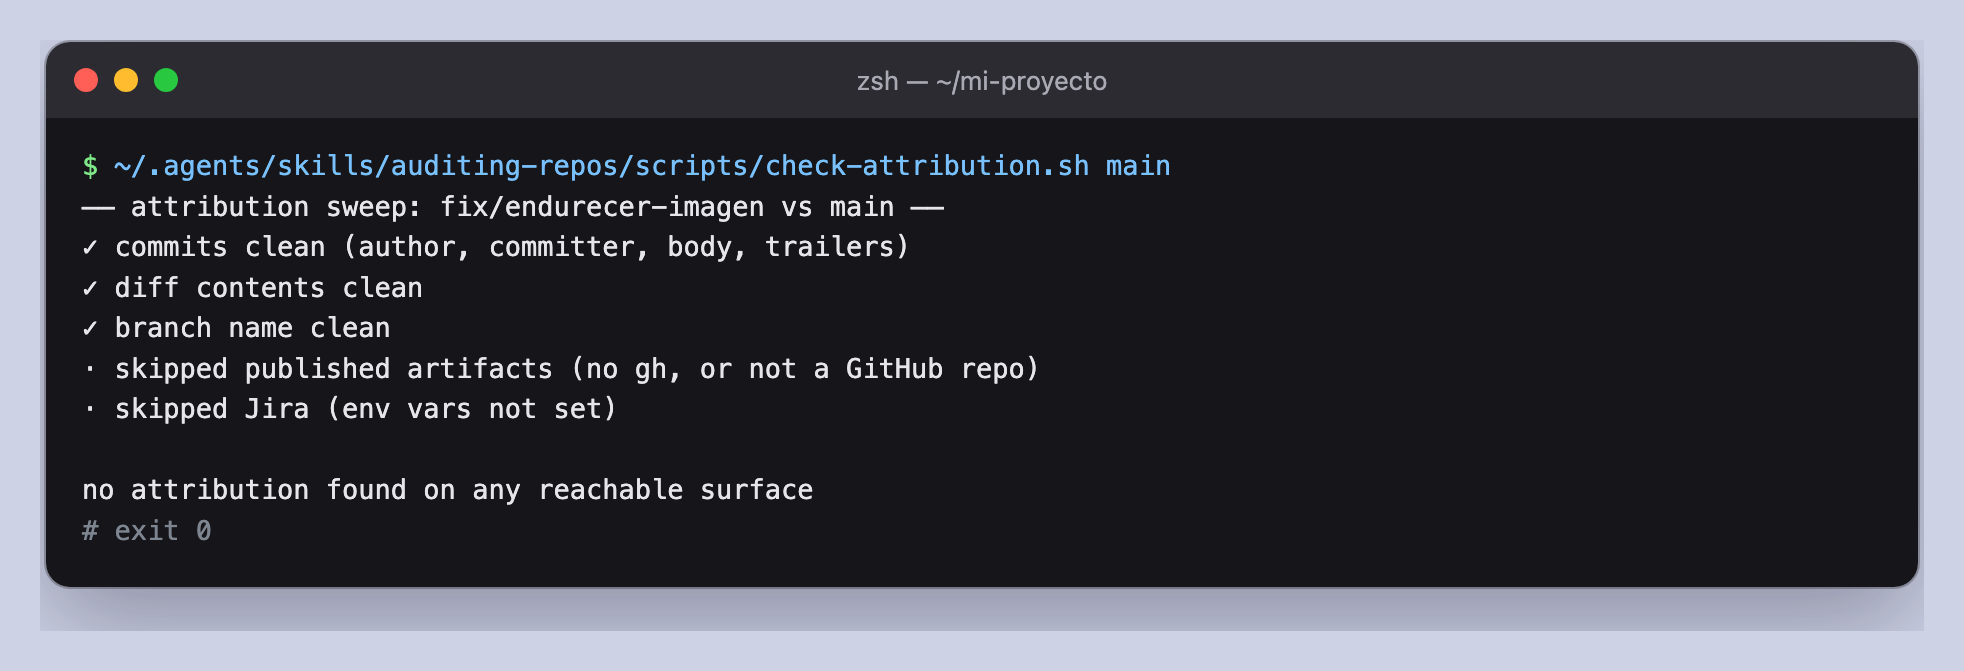 zsh — ~/mi-proyecto
$ ~/.agents/skills/auditing-repos/scripts/check-attribution.sh main
—— attribution sweep: fix/endurecer-imagen vs main ——
✓ commits clean (author, committer, body, trailers)
✓ diff contents clean
✓ branch name clean
· skipped published artifacts (no gh, or not a GitHub repo)
· skipped Jira (env vars not set)
no attribution found on any reachable surface
# exit 0